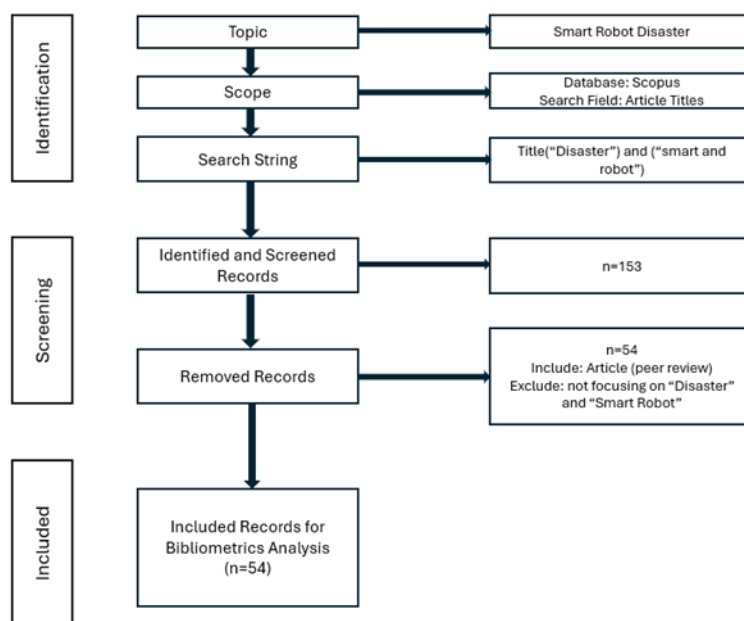 Identification
Topic
Smart Robot Disaster
Scope
Database: Scopus
Search Field: Article Titles
Search String
Title("Disaster") and ("smart and
robot")
Screening
Identified and Screened
Records
n=153
Removed Records
n=54
Include: Article (peer review)
Exclude: not focusing on "Disaster"
and "Smart Robot"
Included
Included Records for
Bibliometrics Analysis
(n=54)